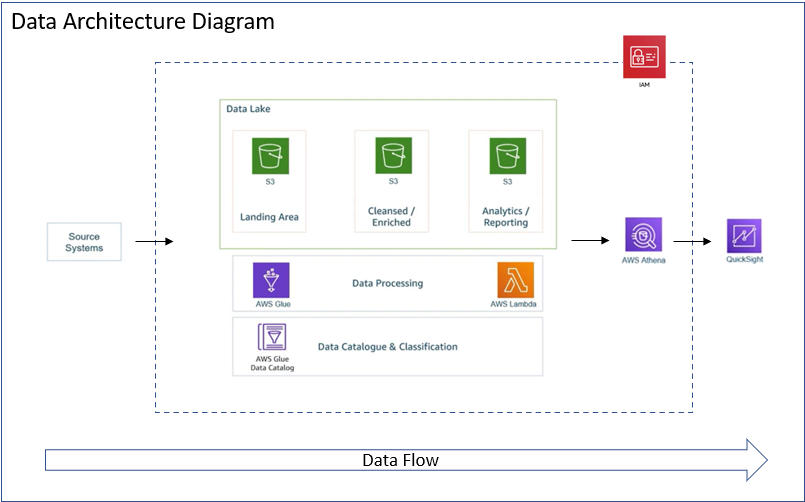 Data Architecture Diagram
IAM
Data Lake
S3
S3
S3
Landing Area
Cleansed /
Enriched
Analytics /
Reporting
Source
Systems
AWS Athena
QuickSight
AWS Glue
Data Processing
AWS Lambda
AWS Glue
Data Catalog
Data Catalogue & Classification
Data Flow